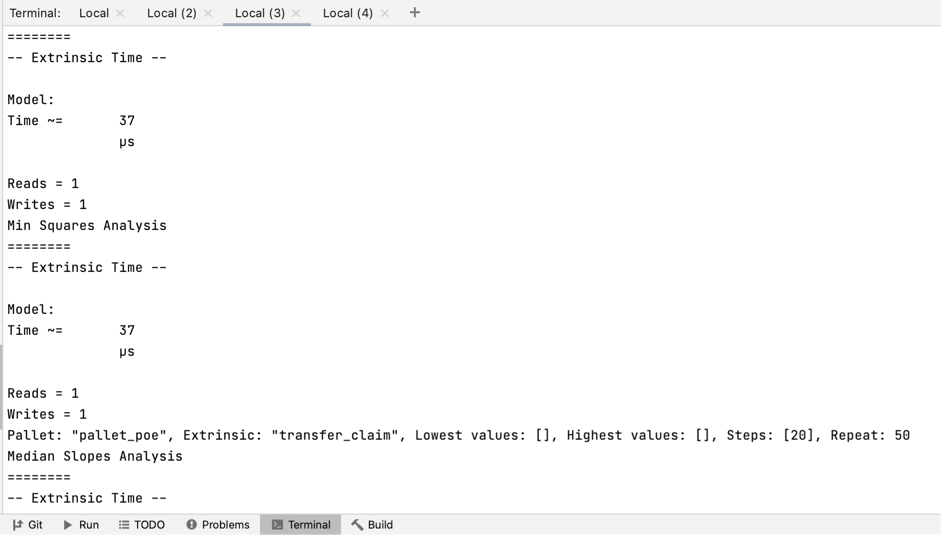 Terminal: Local × Local (2) × Local (3) × Local (4) × +
========
-- Extrinsic Time --
Model:
Time ~= 37
µs
Reads = 1
Writes = 1
Min Squares Analysis
========
-- Extrinsic Time --
Model:
Time ~= 37
µs
Reads = 1
Writes = 1
Pallet: "pallet_poe", Extrinsic: "transfer_claim", Lowest values: [], Highest values: [], Steps: [20], Repeat: 50
Median Slopes Analysis
========
-- Extrinsic Time --
Git Run TODO Problems Terminal Build